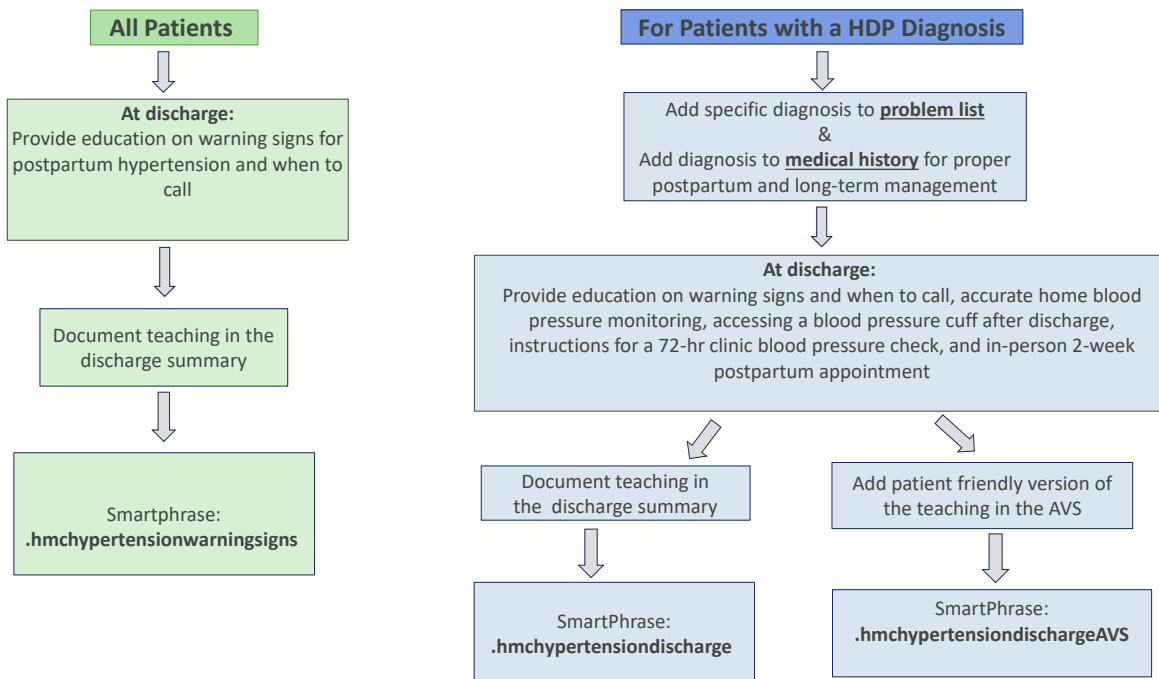 All Patients
At discharge:
Provide education on warning signs for
postpartum hypertension and when to
call
Document teaching in the
discharge summary
Smartphrase:
.hmchypertensionwarningsigns
For Patients with a HDP Diagnosis
Add specific diagnosis to problem list
&
Add diagnosis to medical history for proper
postpartum and long-term management
At discharge:
Provide education on warning signs and when to call, accurate home blood
pressure monitoring, accessing a blood pressure cuff after discharge,
instructions for a 72-hr clinic blood pressure check, and in-person 2-week
postpartum appointment
Document teaching in
the discharge summary
SmartPhrase:
.hmchypertensiondischarge
Add patient friendly version of
the teaching in the AVS
SmartPhrase:
.hmchypertensiondischargeAVS